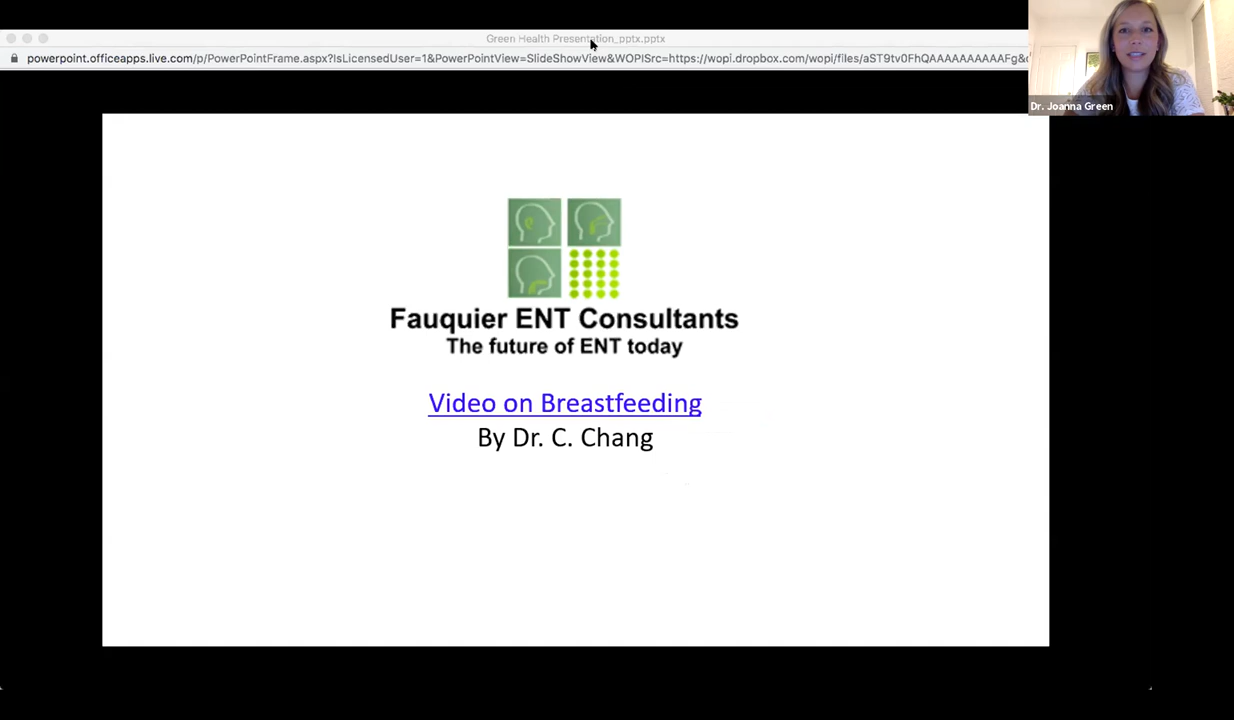 Green Health Presentation_pptx.pptx
powerpoint.officeapps.live.com/p/PowerPointFrame.aspx?IsLicensedUser=1&PowerPointView=SlideShowView&WOPISrc=https://wopi.dropbox.com/wopi/files/aST9tv0FhQAAAAAAAAAAFg&
Dr. Joanna Green
Fauquier ENT Consultants
The future of ENT today
Video on Breastfeeding
By Dr. C. Chang